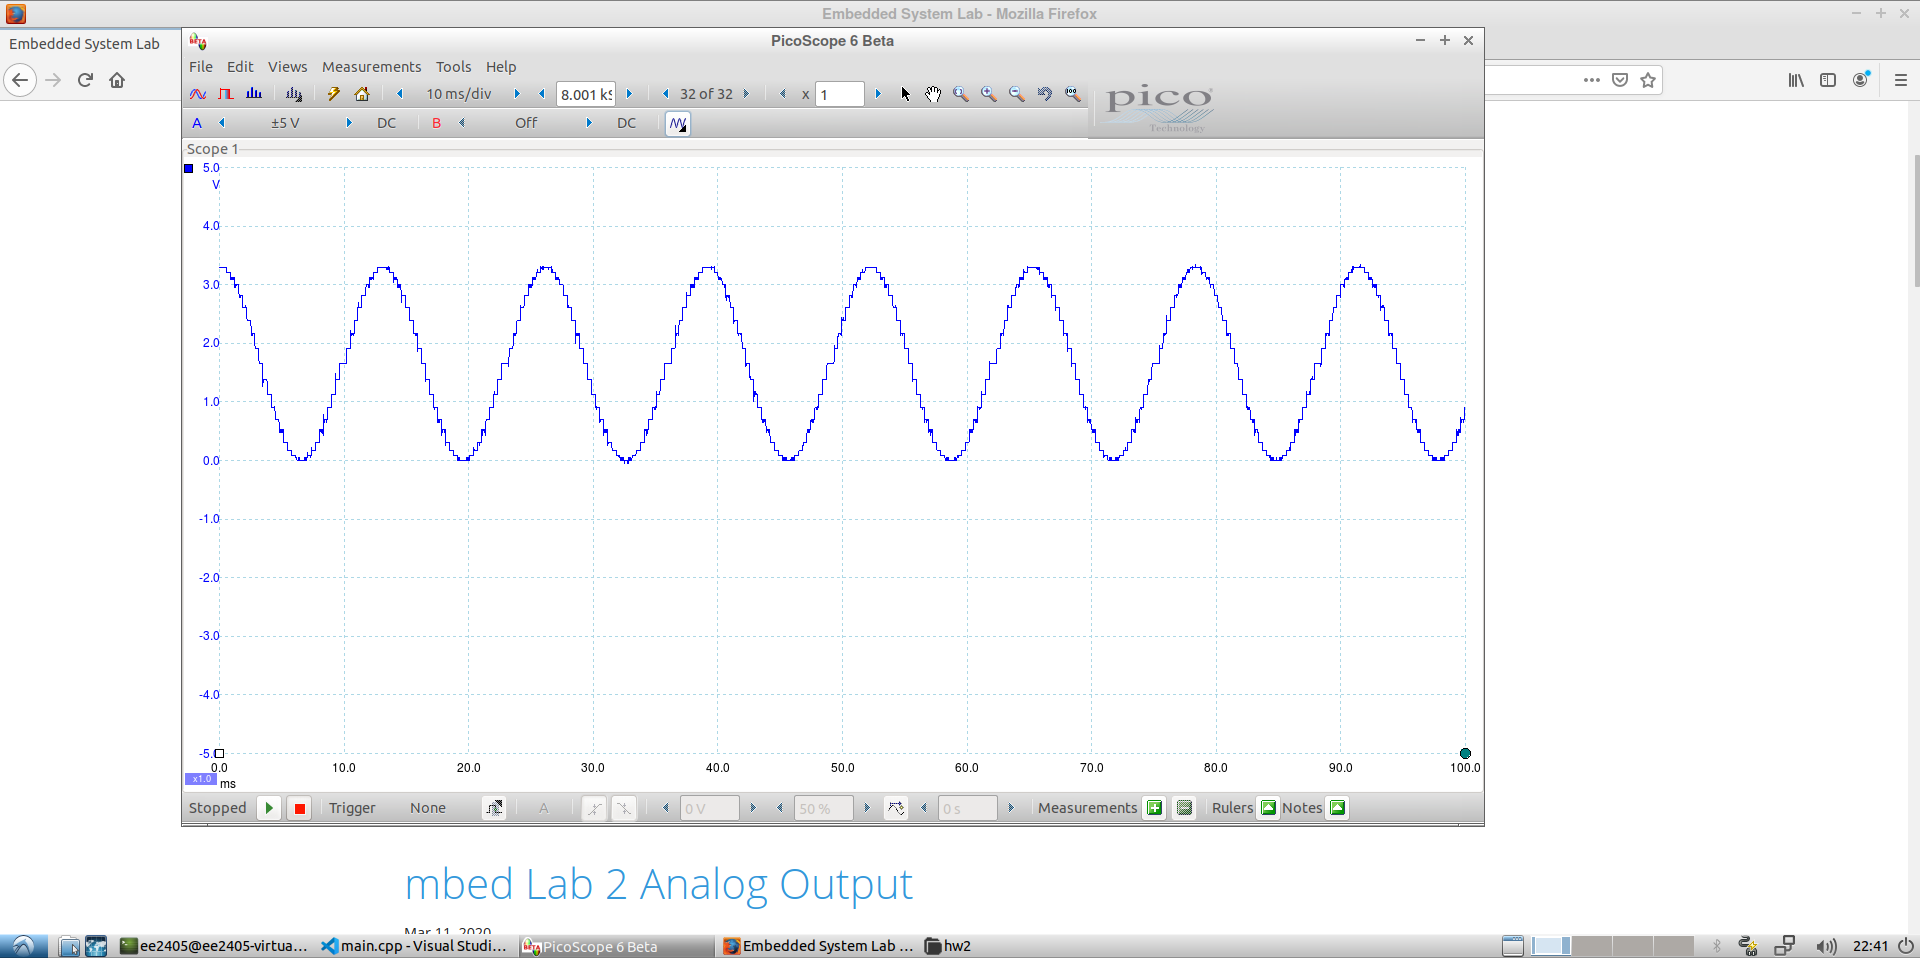 Embedded System Lab - Mozilla Firefox
Embedded System Lab
PicoScope 6 Beta
File Edit Views Measurements Tools Help
BETA
10 ms/div 8.001 kS 32 of 32 x 1
pico
Technology
A ±5 V DC B Off DC
Scope 1
5.0
V
4.0
3.0
2.0
1.0
0.0
-1.0
-2.0
-3.0
-4.0
-5.0
0.0 10.0 20.0 30.0 40.0 50.0 60.0 70.0 80.0 90.0 100.0
x1.0 ms
Stopped Trigger None A 0 V 50 % 0 s Measurements Rulers Notes
mbed Lab 2 Analog Output
Mar 11, 2020
ee2405@ee2405-virtua... main.cpp - Visual Studi... PicoScope 6 Beta Embedded System Lab ... hw2 22:41